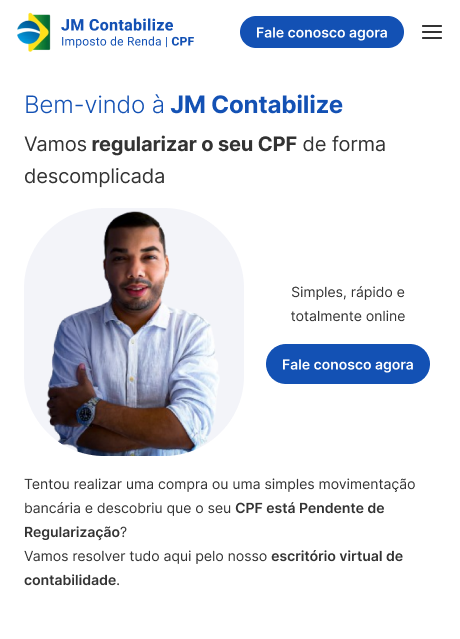 JM Contabilize
Imposto de Renda | CPF
Fale conosco agora
Bem-vindo à JM Contabilize
Vamos regularizar o seu CPF de forma
descomplicada
Simples, rápido e
totalmente online
Fale conosco agora
Tentou realizar uma compra ou uma simples movimentação
bancária e descobriu que o seu CPF está Pendente de
Regularização?
Vamos resolver tudo aqui pelo nosso escritório virtual de
contabilidade.